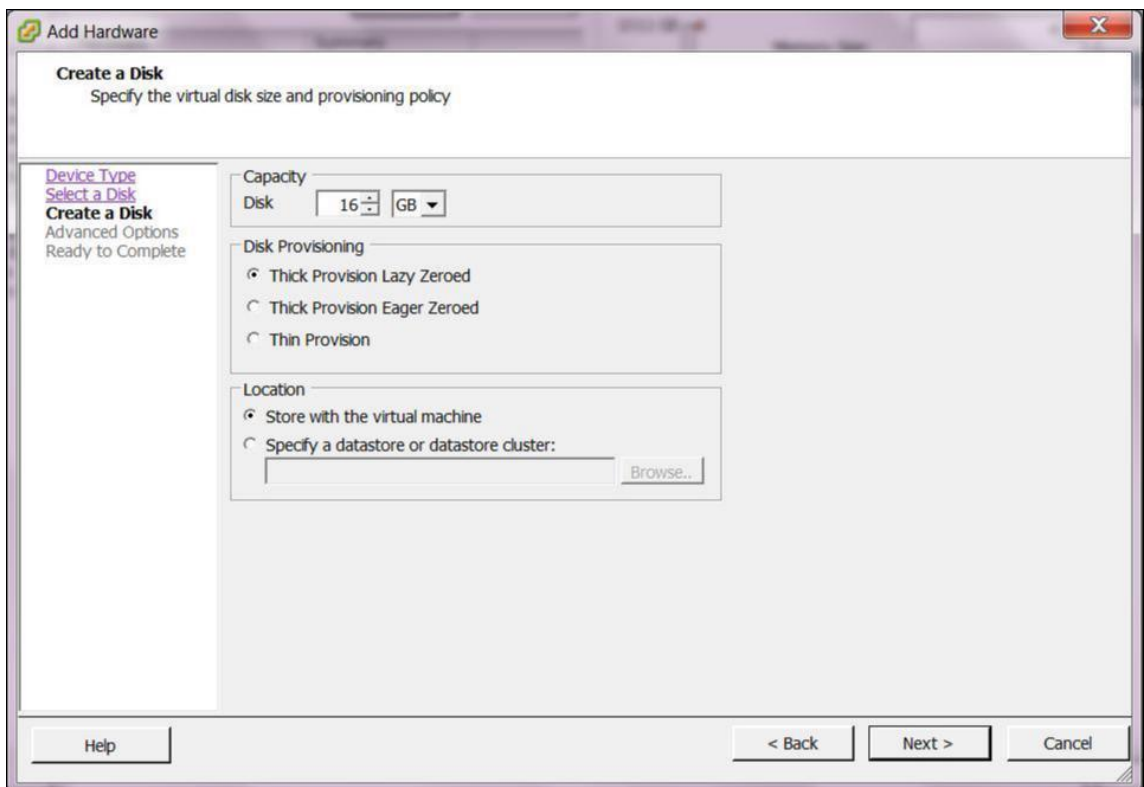 Add Hardware
Create a Disk
Specify the virtual disk size and provisioning policy
Device Type
Select a Disk
Create a Disk
Advanced Options
Ready to Complete
Capacity
Disk 16 GB
Disk Provisioning
Thick Provision Lazy Zeroed
Thick Provision Eager Zeroed
Thin Provision
Location
Store with the virtual machine
Specify a datastore or datastore cluster:
Browse..
Help
< Back
Next >
Cancel